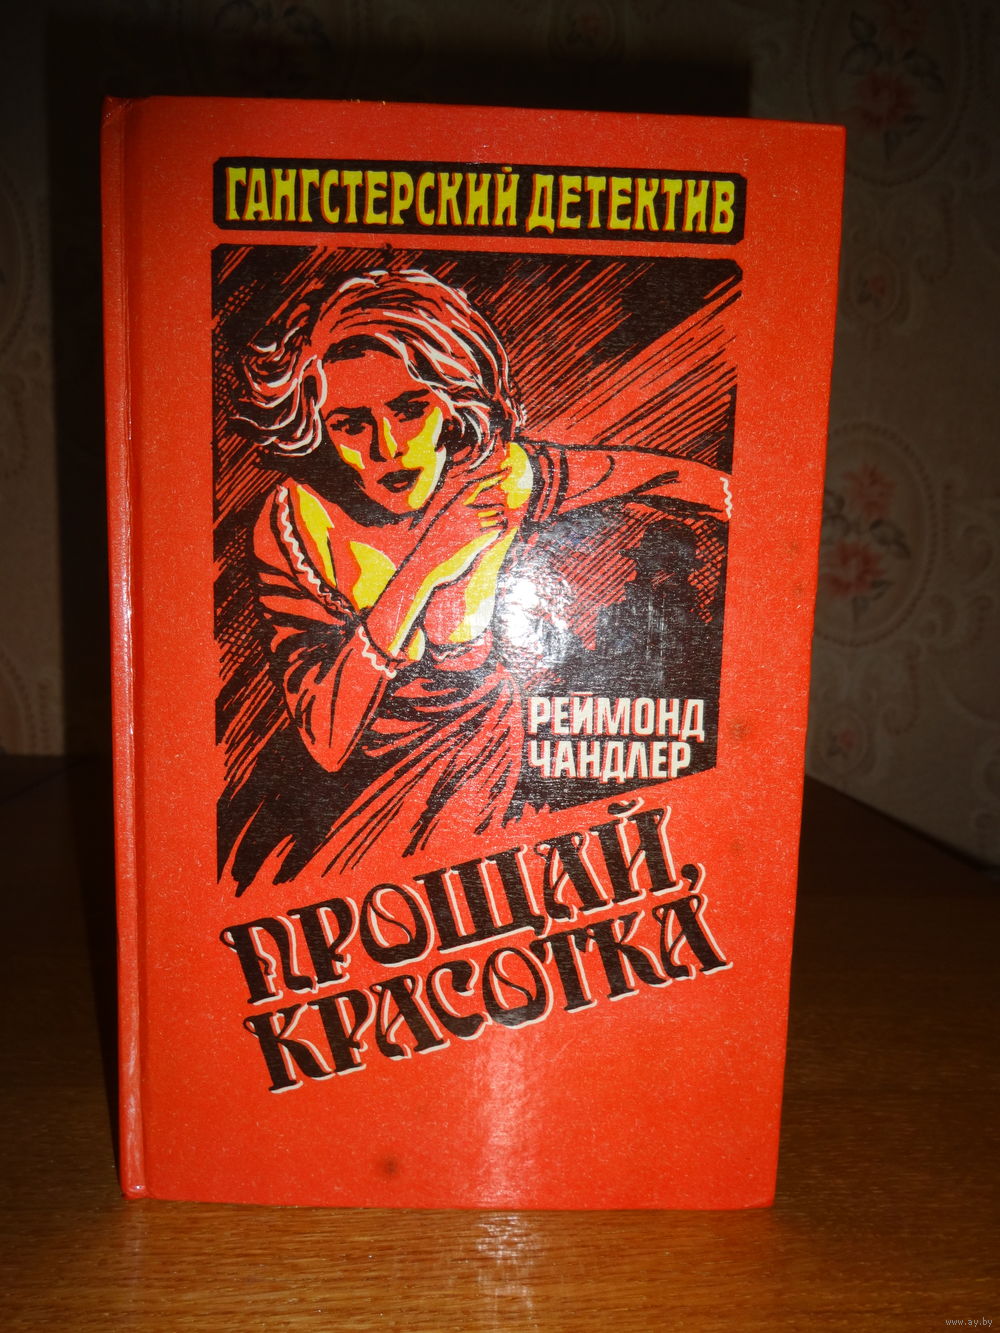 ГАНГСТЕРСКИЙ ДЕТЕКТИВ
РЕЙМОНД
ЧАНДЛЕР
ПРОЩАЙ,
КРАСОТКА
www.ay.by